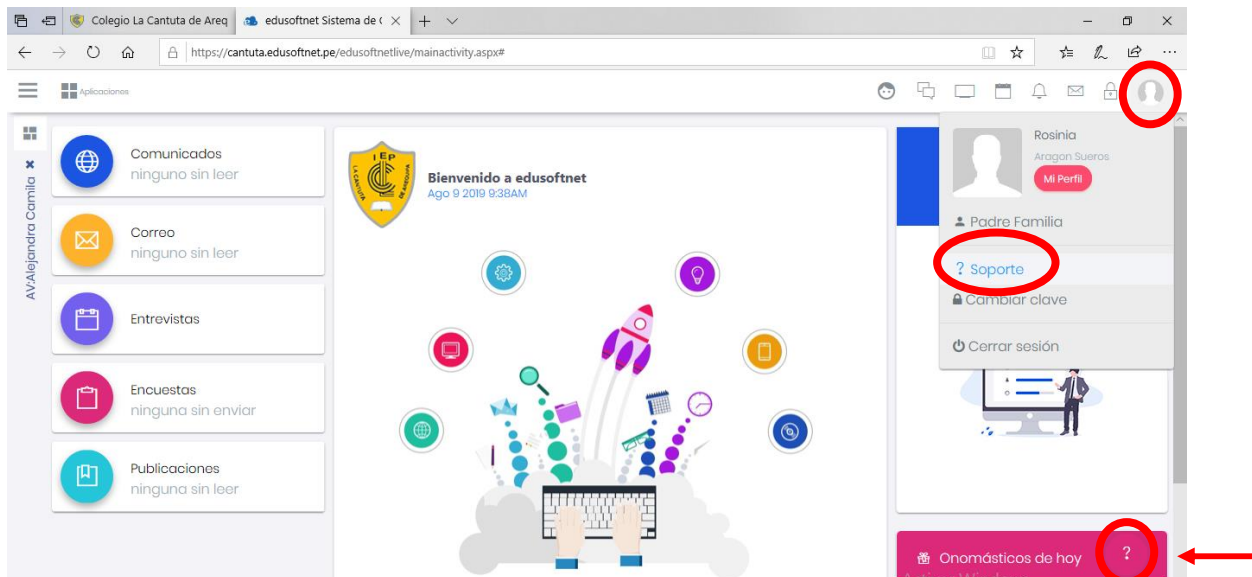 Colegio La Cantuta de Areq
edusoftnet Sistema de
https://cantuta.edusoftnet.pe/edusoftnetlive/mainactivity.aspx#
Aplicaciones
AV:Alejandra Camila
Comunicados
ninguno sin leer
Correo
ninguno sin leer
Entrevistas
Encuestas
ninguna sin enviar
Publicaciones
ninguna sin leer
IEP
LA CANTUTA
DE AREQUIPA
Bienvenido a edusoftnet
Ago 9 2019 9:38AM
Rosinia
Aragon Sueros
Mi Perfil
Padre Familia
? Soporte
Cambiar clave
Cerrar sesión
Onomásticos de hoy
?